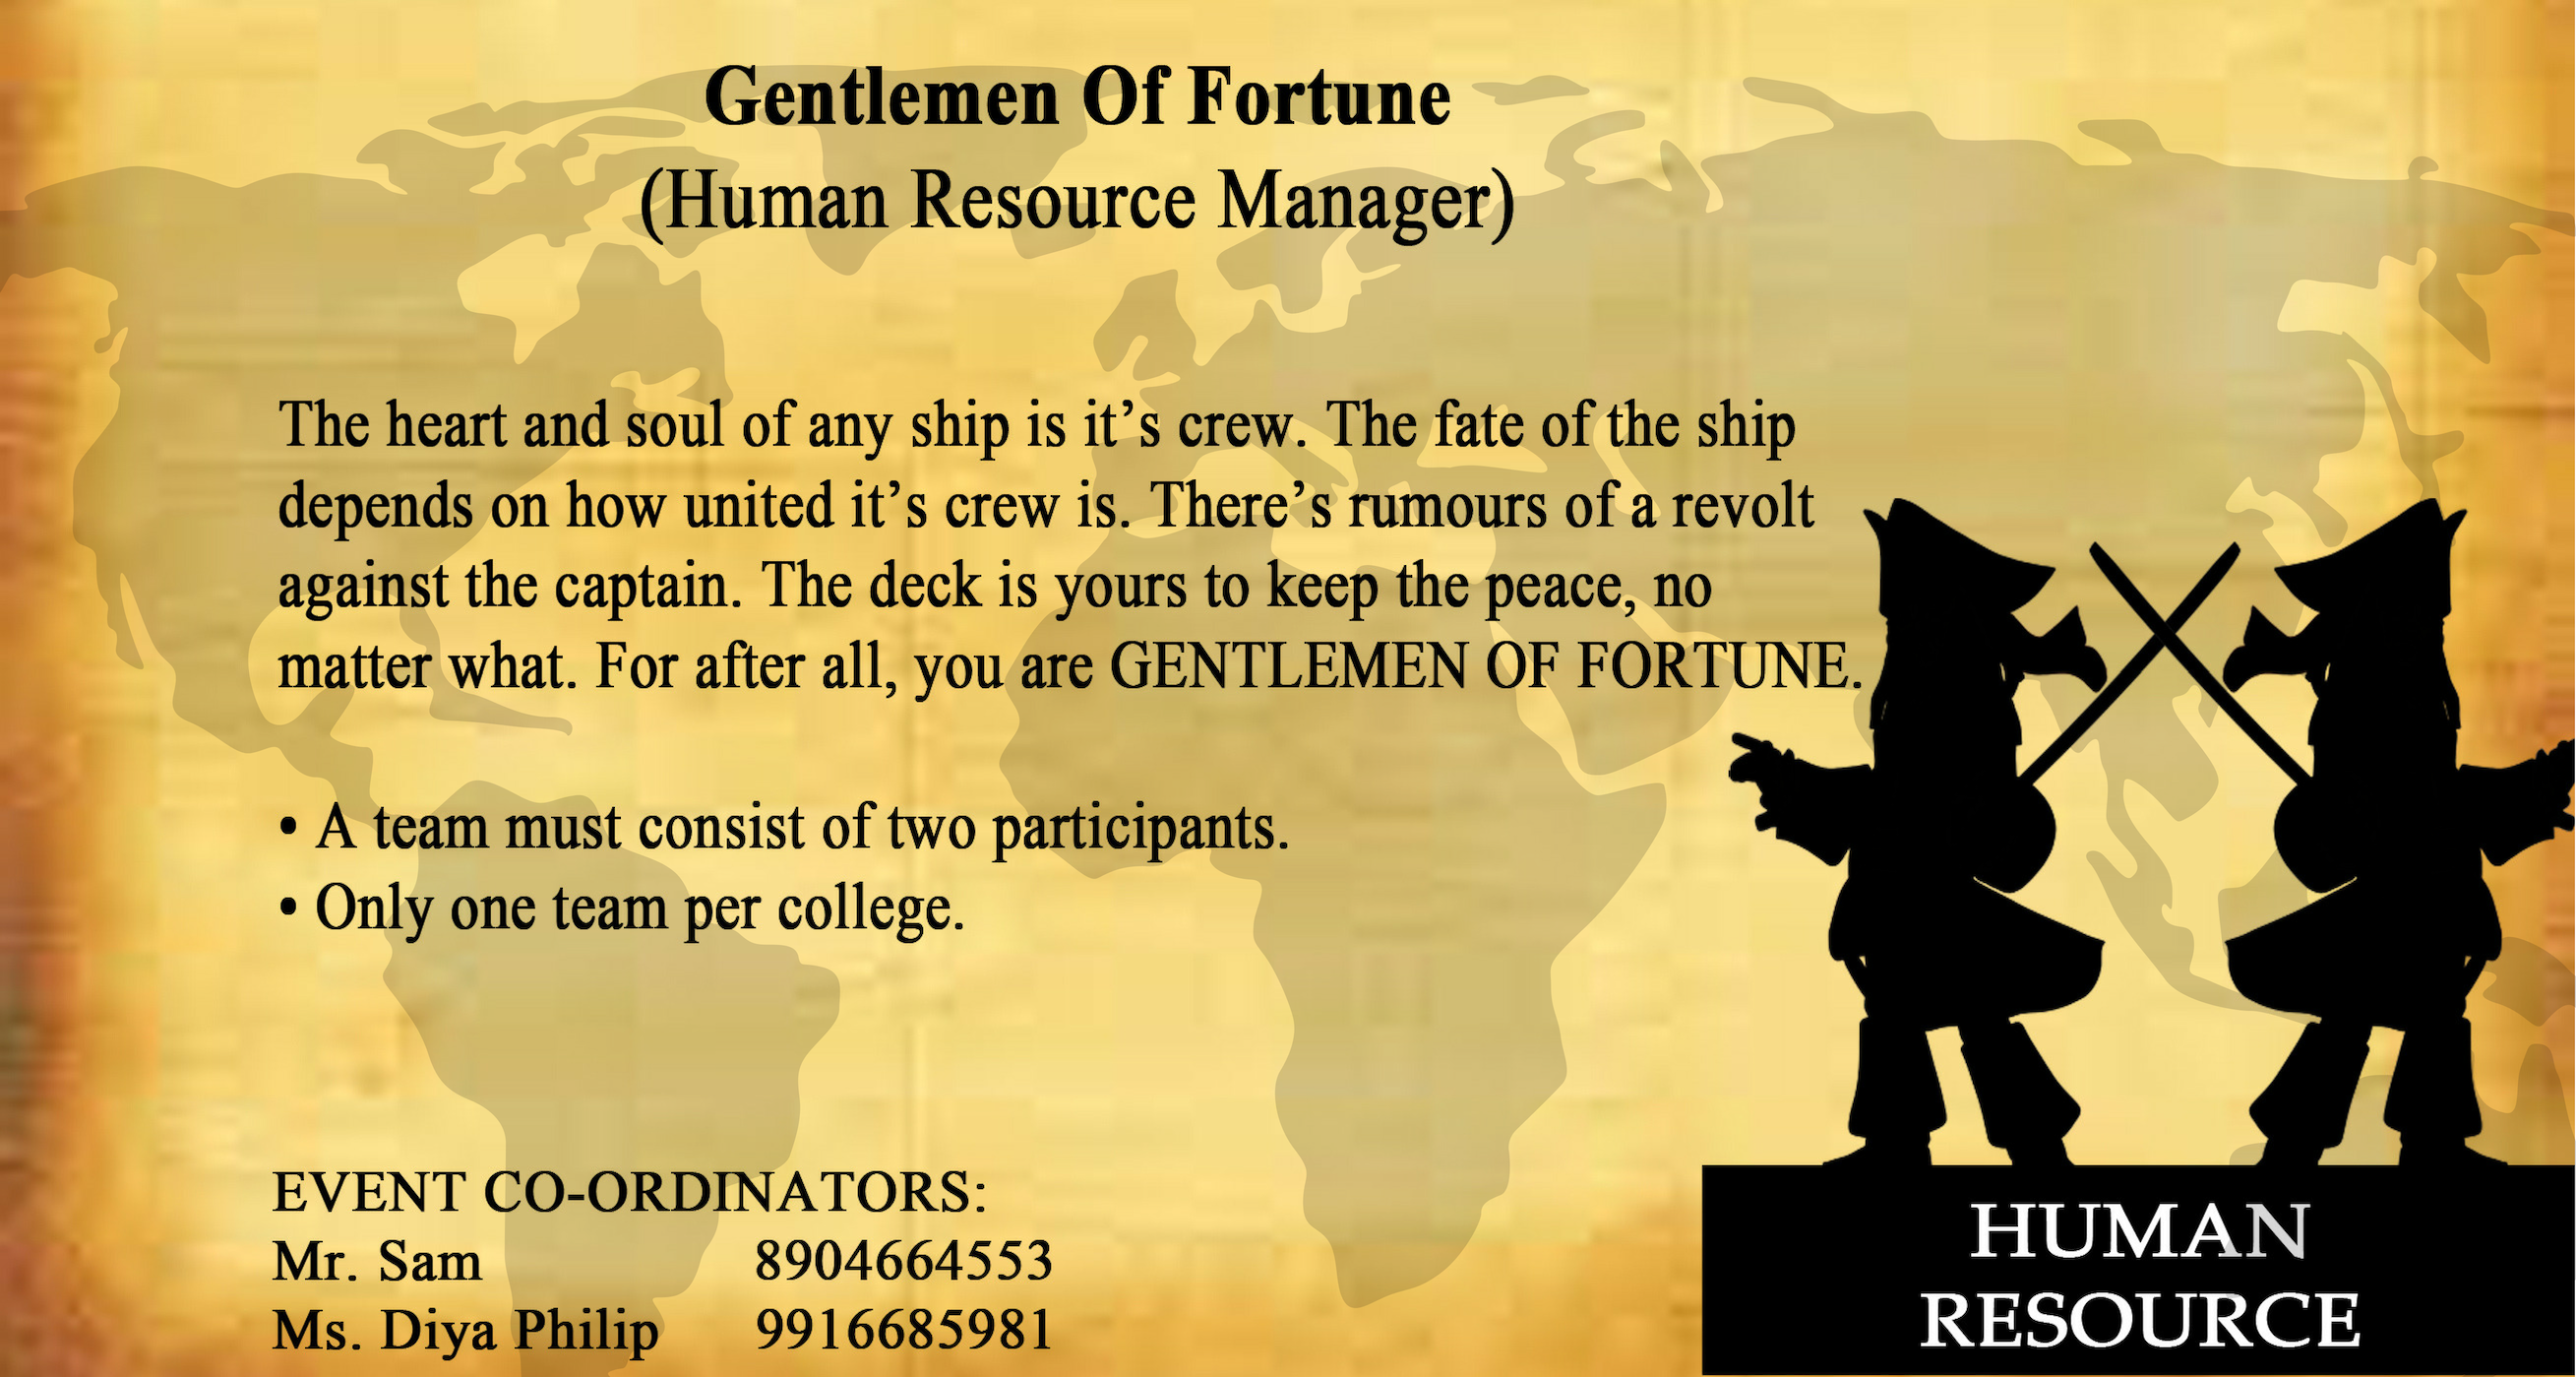 Gentlemen Of Fortune
(Human Resource Manager)
The heart and soul of any ship is it’s crew. The fate of the ship
depends on how united it’s crew is. There’s rumours of a revolt
against the captain. The deck is yours to keep the peace, no
matter what. For after all, you are GENTLEMEN OF FORTUNE.
• A team must consist of two participants.
• Only one team per college.
EVENT CO-ORDINATORS:
Mr. Sam 8904664553
Ms. Diya Philip 9916685981
HUMAN
RESOURCE